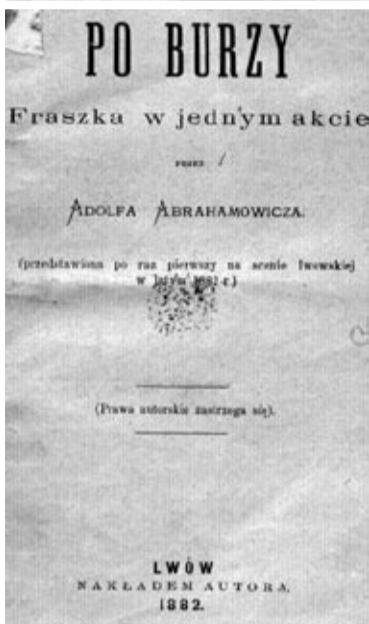 PO BURZY
Fraszka w jednym akcie
PRZEZ
ADOLFA ABRAHAMOWICZA.
(przedstawiona po raz pierwszy na scenie lwowskiej
w lutym r.)
(Prawa autorskie zastrzega się).
LWÓW
NAKŁADEM AUTORA.
1882.